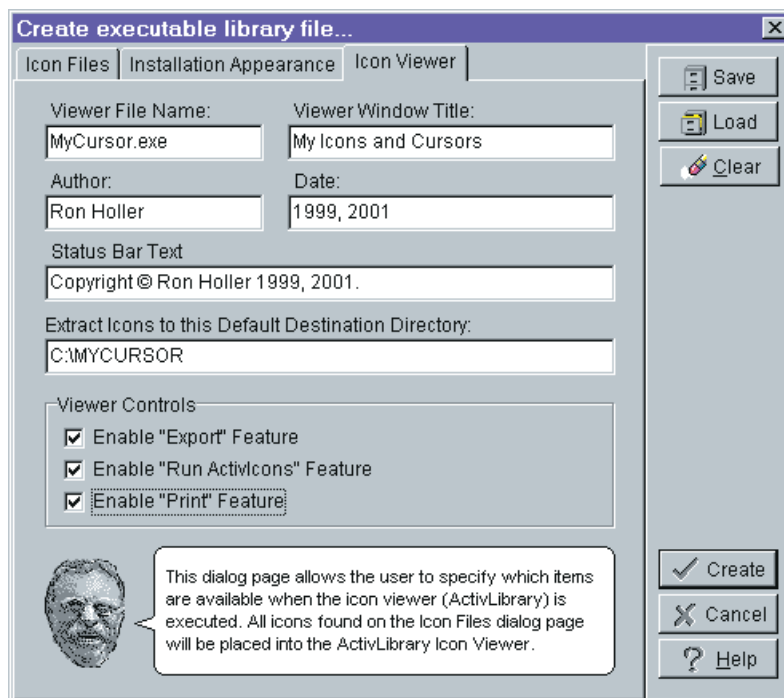 Create executable library file...
Icon Files
Installation Appearance
Icon Viewer
Viewer File Name:
Viewer Window Title:
MyCursor.exe
My Icons and Cursors
Author:
Date:
Ron Holler
1999, 2001
Status Bar Text
Copyright © Ron Holler 1999, 2001.
Extract Icons to this Default Destination Directory:
C:\MYCURSOR
Viewer Controls
Enable "Export" Feature
Enable "Run ActivIcons" Feature
Enable "Print" Feature
This dialog page allows the user to specify which items
are available when the icon viewer (ActivLibrary) is
executed. All icons found on the Icon Files dialog page
will be placed into the ActivLibrary Icon Viewer.
Save
Load
Clear
Create
Cancel
Help